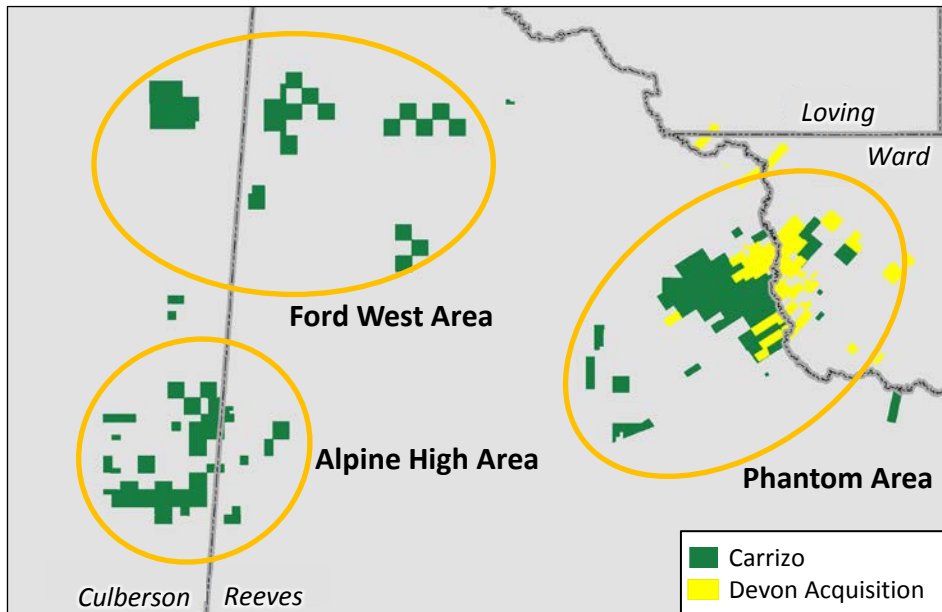 Loving
Ward
Ford West Area
Alpine High Area
Phantom Area
Culberson
Reeves
Carrizo
Devon Acquisition